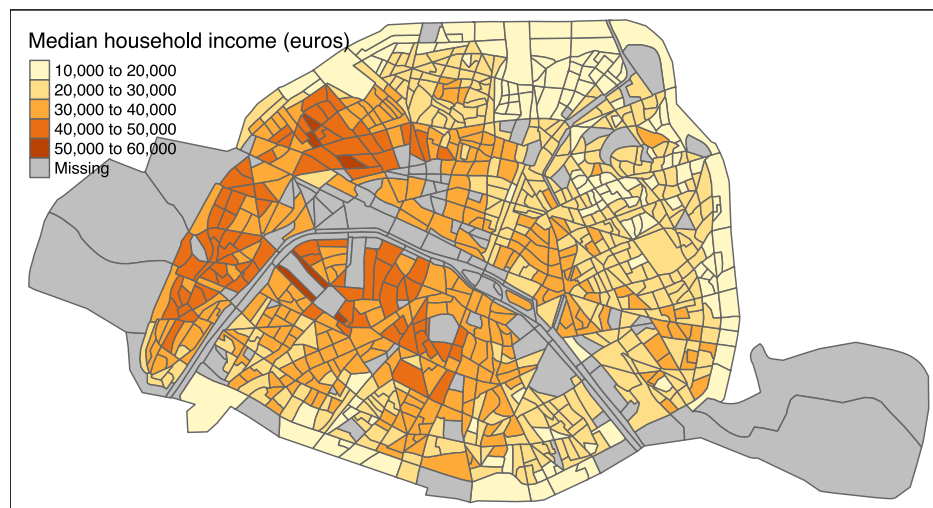 Median household income (euros)
10,000 to 20,000
20,000 to 30,000
30,000 to 40,000
40,000 to 50,000
50,000 to 60,000
Missing